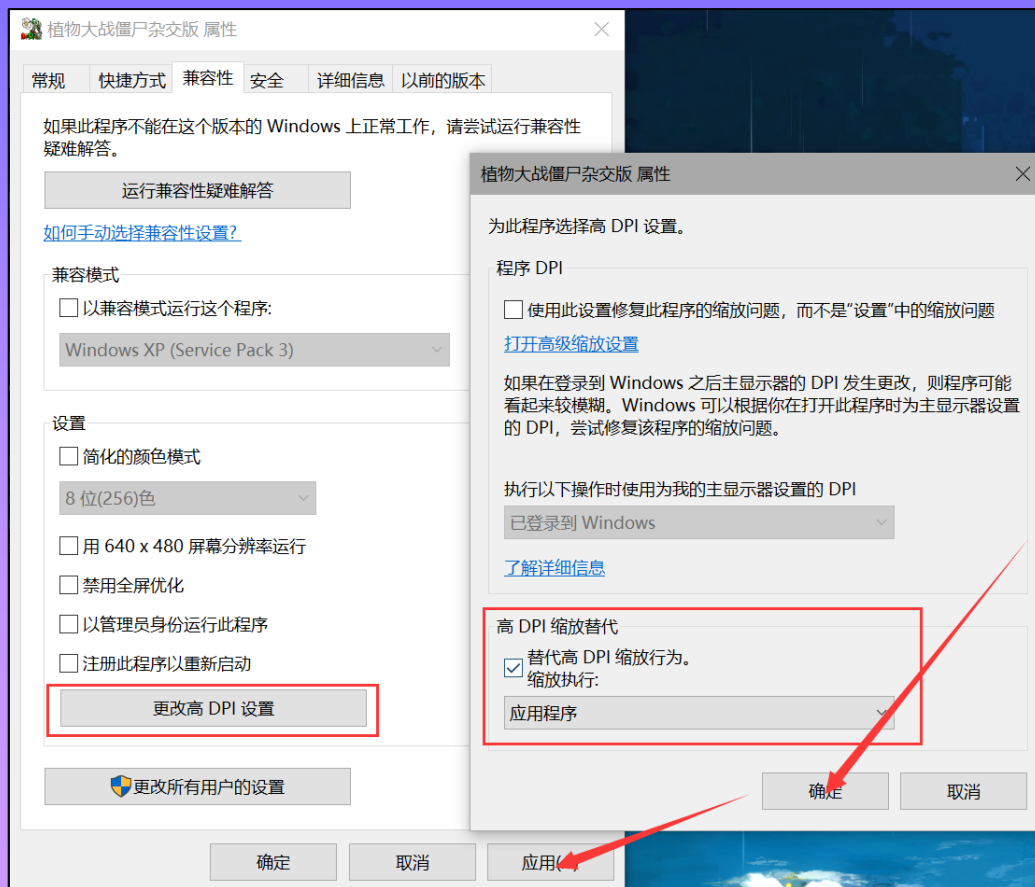 植物大战僵尸杂交版 属性
常规
快捷方式
兼容性
安全
详细信息
以前的版本
如果此程序不能在这个版本的 Windows 上正常工作，请尝试运行兼容性
疑难解答。
运行兼容性疑难解答
如何手动选择兼容性设置?
兼容模式
以兼容模式运行这个程序:
Windows XP (Service Pack 3)
设置
简化的颜色模式
8 位(256)色
用 640 x 480 屏幕分辨率运行
禁用全屏优化
以管理员身份运行此程序
注册此程序以重新启动
更改高 DPI 设置
更改所有用户的设置
确定
取消
应用(
植物大战僵尸杂交版 属性
为此程序选择高 DPI 设置。
程序 DPI
使用此设置修复此程序的缩放问题，而不是“设置”中的缩放问题
打开高级缩放设置
如果在登录到 Windows 之后主显示器的 DPI 发生更改，则程序可能
看起来较模糊。Windows 可以根据你在打开此程序时为主显示器设置
的 DPI，尝试修复该程序的缩放问题。
执行以下操作时使用为我的主显示器设置的 DPI
已登录到 Windows
了解详细信息
高 DPI 缩放替代
替代高 DPI 缩放行为。
缩放执行:
应用程序
确定
取消